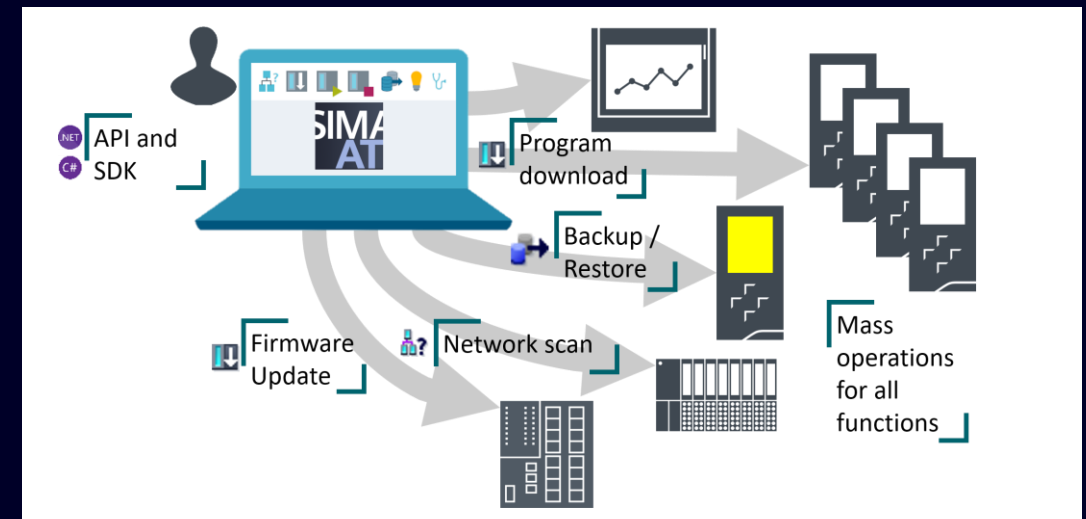 SIMA
AT
.NET
C#
API and
SDK
Program
download
Backup /
Restore
Firmware
Update
Network scan
Mass
operations
for all
functions